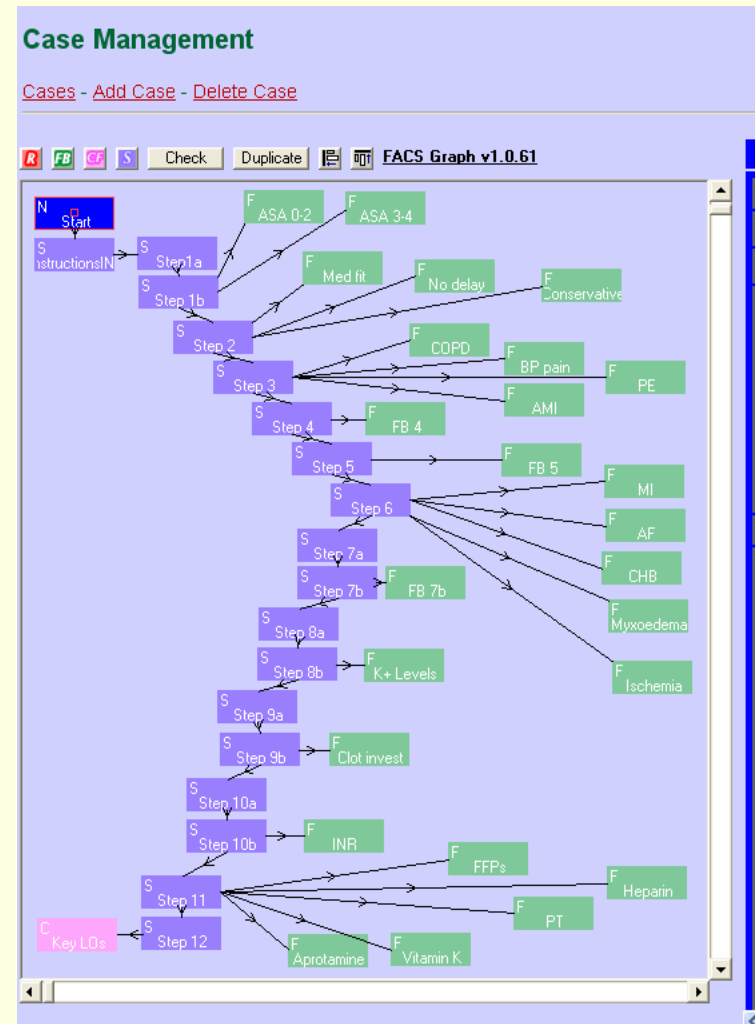 Case Management
Cases - Add Case - Delete Case
R FB CF S Check Duplicate FACS Graph v1.0.61
N Start
F ASA 0-2
F ASA 3-4
S nstructionsIN
S Step1a
S Step 1b
F Med fit
F No delay
F Conservative
S Step 2
F COPD
F BP pain
F PE
S Step 3
F AMI
S Step 4
F FB 4
S Step 5
F FB 5
F MI
S Step 6
F AF
S Step 7a
F CHB
S Step 7b
F FB 7b
F Myxoedema
S Step 8a
S Step 8b
F K+ Levels
F Ischemia
S Step 9a
S Step 9b
F Clot invest
S Step 10a
S Step 10b
F INR
F FFPs
S Step 11
F Heparin
F PT
C Key LOs
S Step 12
F Aprotamine
F Vitamin K